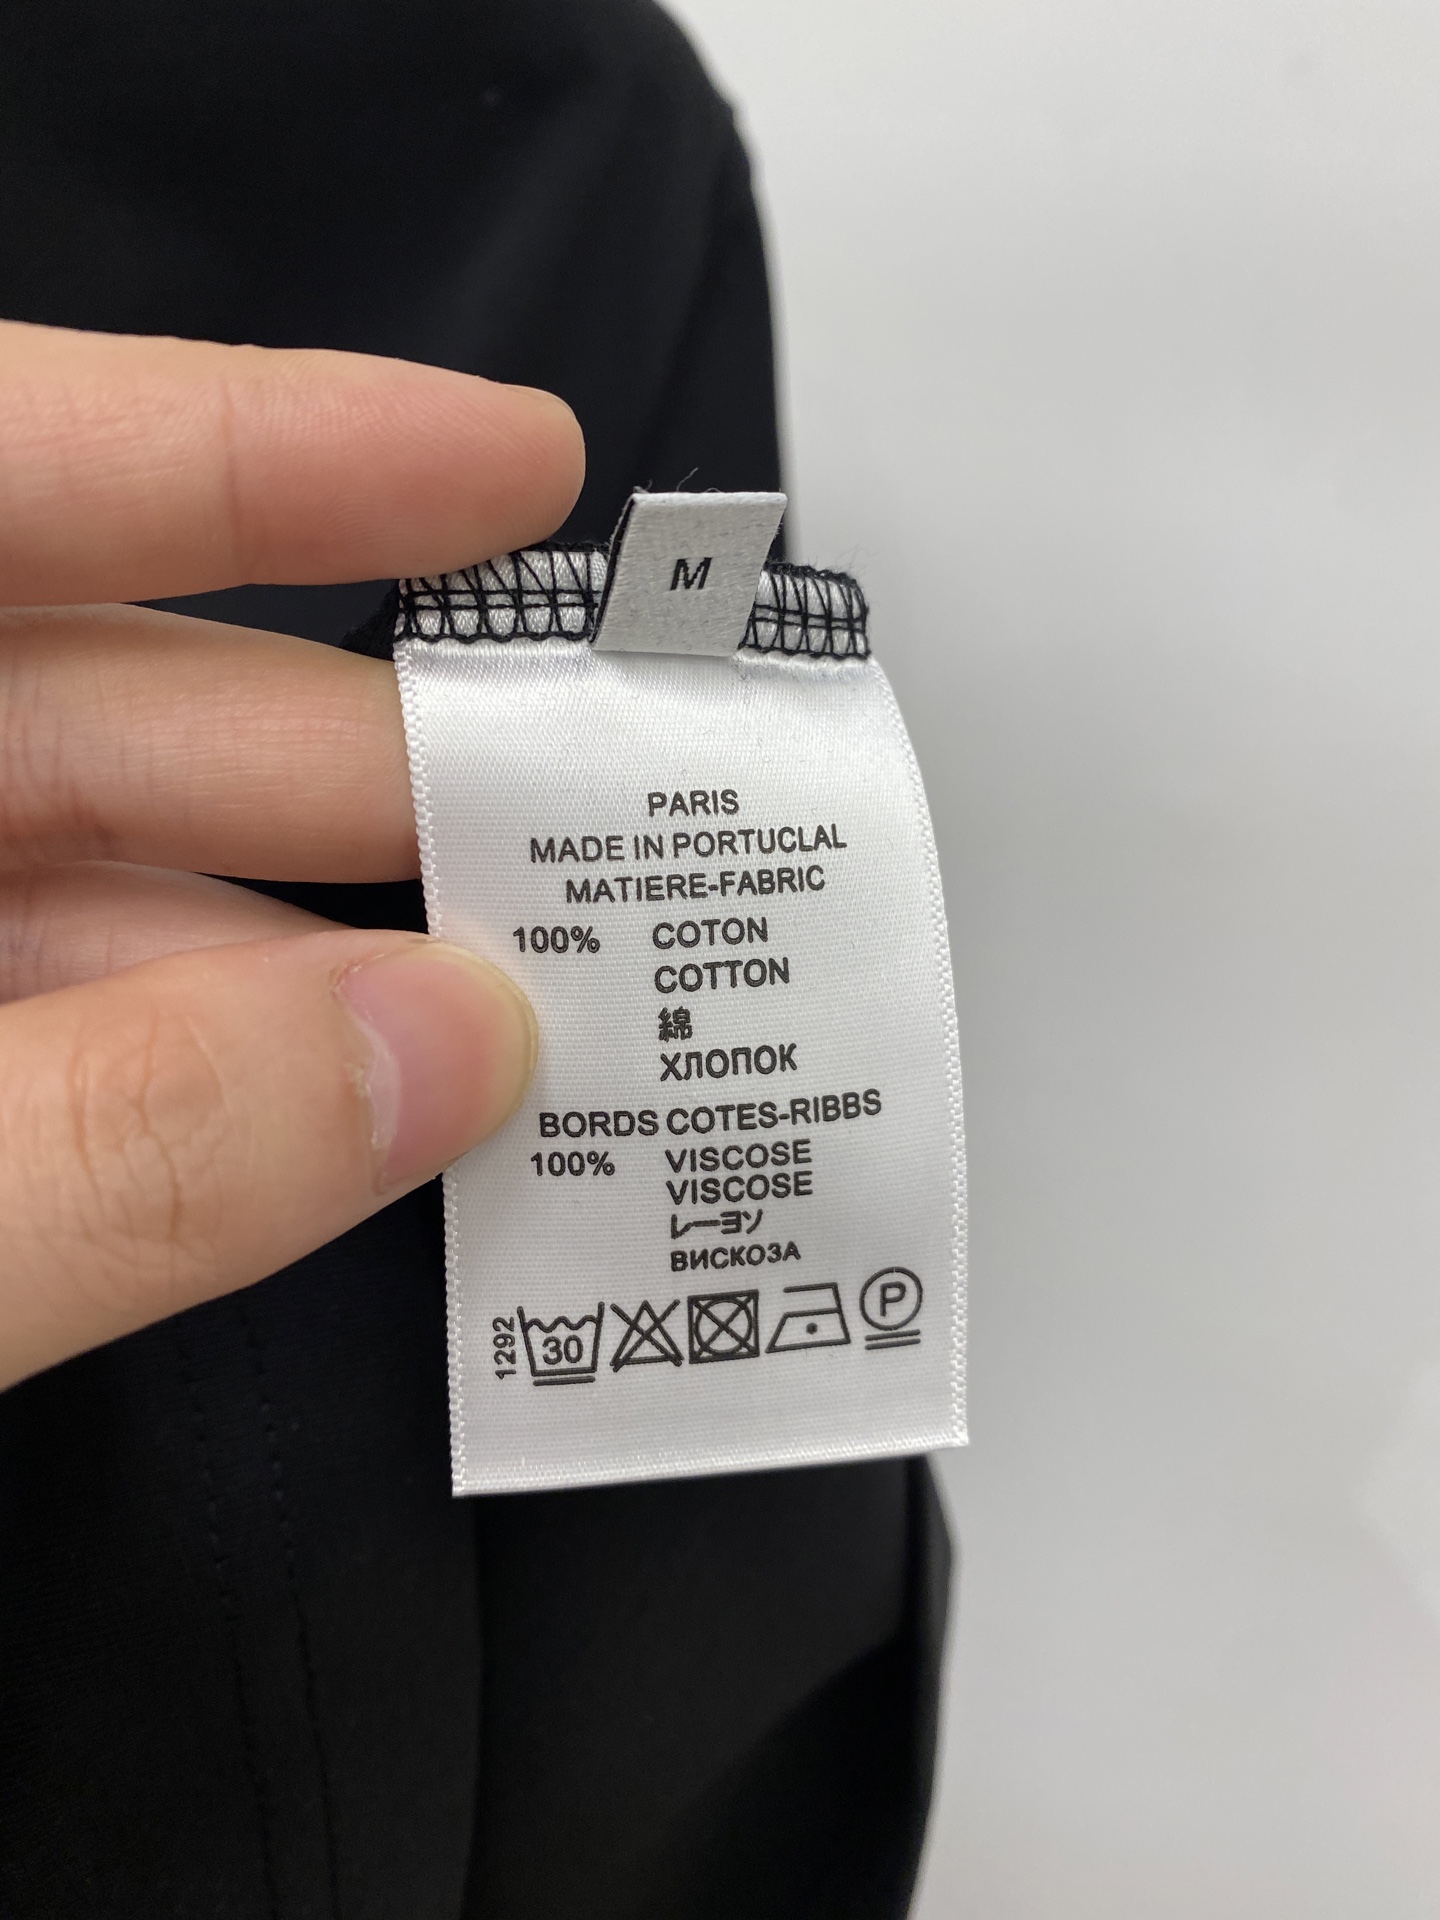 M
PARIS
MADE IN PORTUCLAL
MATIERE-FABRIC
100% COTON
COTTON
綿
ХЛОПОК
BORDS COTES-RIBBS
100% VISCOSE
VISCOSE
レーヨソ
ВИСКОЗА
1292 30 P